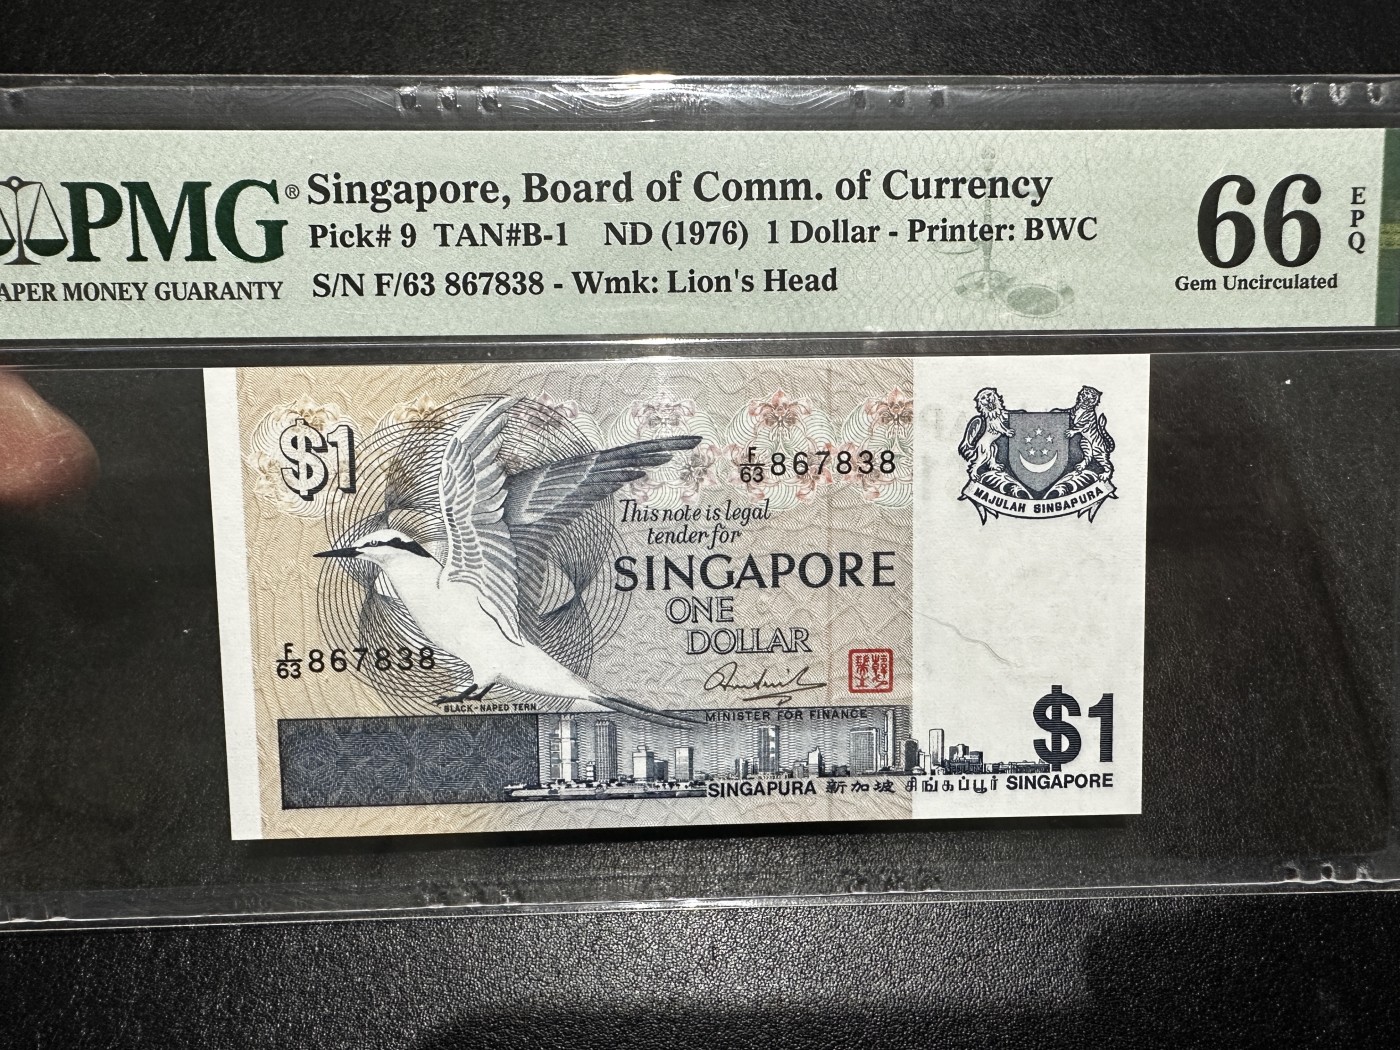 PMG®
APER MONEY GUARANTY
Singapore, Board of Comm. of Currency
Pick# 9 TAN#B-1 ND (1976) 1 Dollar - Printer: BWC
S/N F/63 867838 - Wmk: Lion's Head
66
EPQ
Gem Uncirculated
$1
F/63 867838
MAJULAH SINGAPURA
This note is legal
tender for
SINGAPORE
ONE
DOLLAR
F/63 867838
BLACK-NAPED TERN
MINISTER FOR FINANCE
$1
SINGAPURA 新加坡 சிங்கப்பூர் SINGAPORE